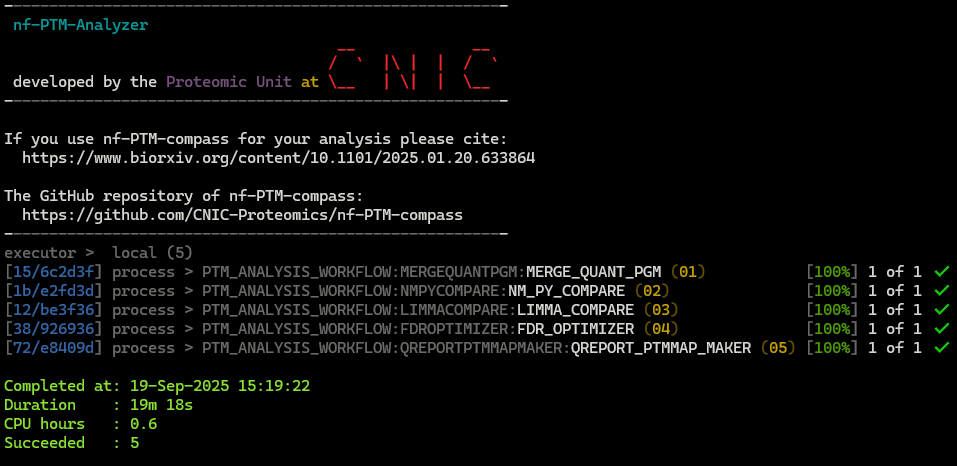 nf-PTM-Analyzer
developed by the Proteomic Unit at CNIC
If you use nf-PTM-compass for your analysis please cite:
https://www.biorxiv.org/content/10.1101/2025.01.20.633864
The GitHub repository of nf-PTM-compass:
https://github.com/CNIC-Proteomics/nf-PTM-compass
executor >  local (5)
[15/6c2d3f] process > PTM_ANALYSIS_WORKFLOW:MERGEQUANTPGM:MERGE_QUANT_PGM (01) [100%] 1 of 1 ✓
[1b/e2fd3d] process > PTM_ANALYSIS_WORKFLOW:NMPYCOMPARE:NM_PY_COMPARE (02) [100%] 1 of 1 ✓
[12/be3f36] process > PTM_ANALYSIS_WORKFLOW:LIMMACOMPARE:LIMMA_COMPARE (03) [100%] 1 of 1 ✓
[38/926936] process > PTM_ANALYSIS_WORKFLOW:FDROPTIMIZER:FDR_OPTIMIZER (04) [100%] 1 of 1 ✓
[72/e8409d] process > PTM_ANALYSIS_WORKFLOW:QREPORTPTMMAPMAKER:QREPORT_PTMMAP_MAKER (05) [100%] 1 of 1 ✓
Completed at: 19-Sep-2025 15:19:22
Duration    : 19m 18s
CPU hours   : 0.6
Succeeded   : 5